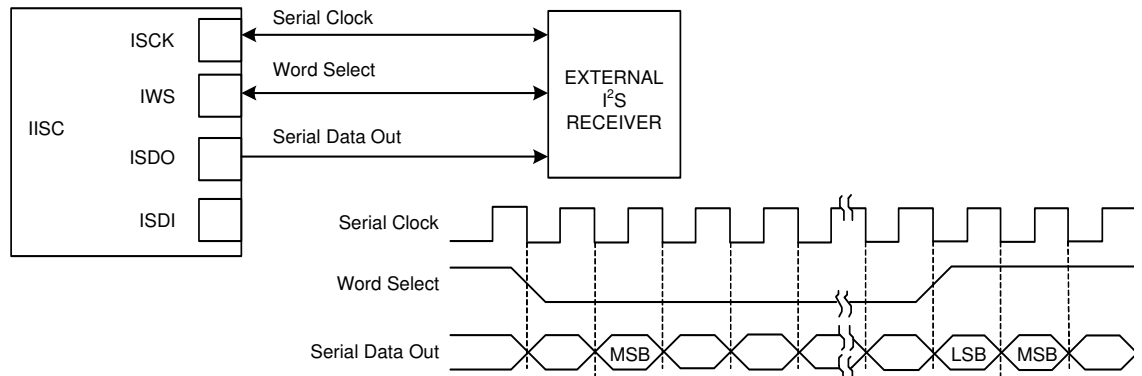 IISC
ISCK
IWS
ISDO
ISDI
Serial Clock
Word Select
Serial Data Out
EXTERNAL
I²S
RECEIVER
Serial Clock
Word Select
Serial Data Out
MSB
LSB
MSB